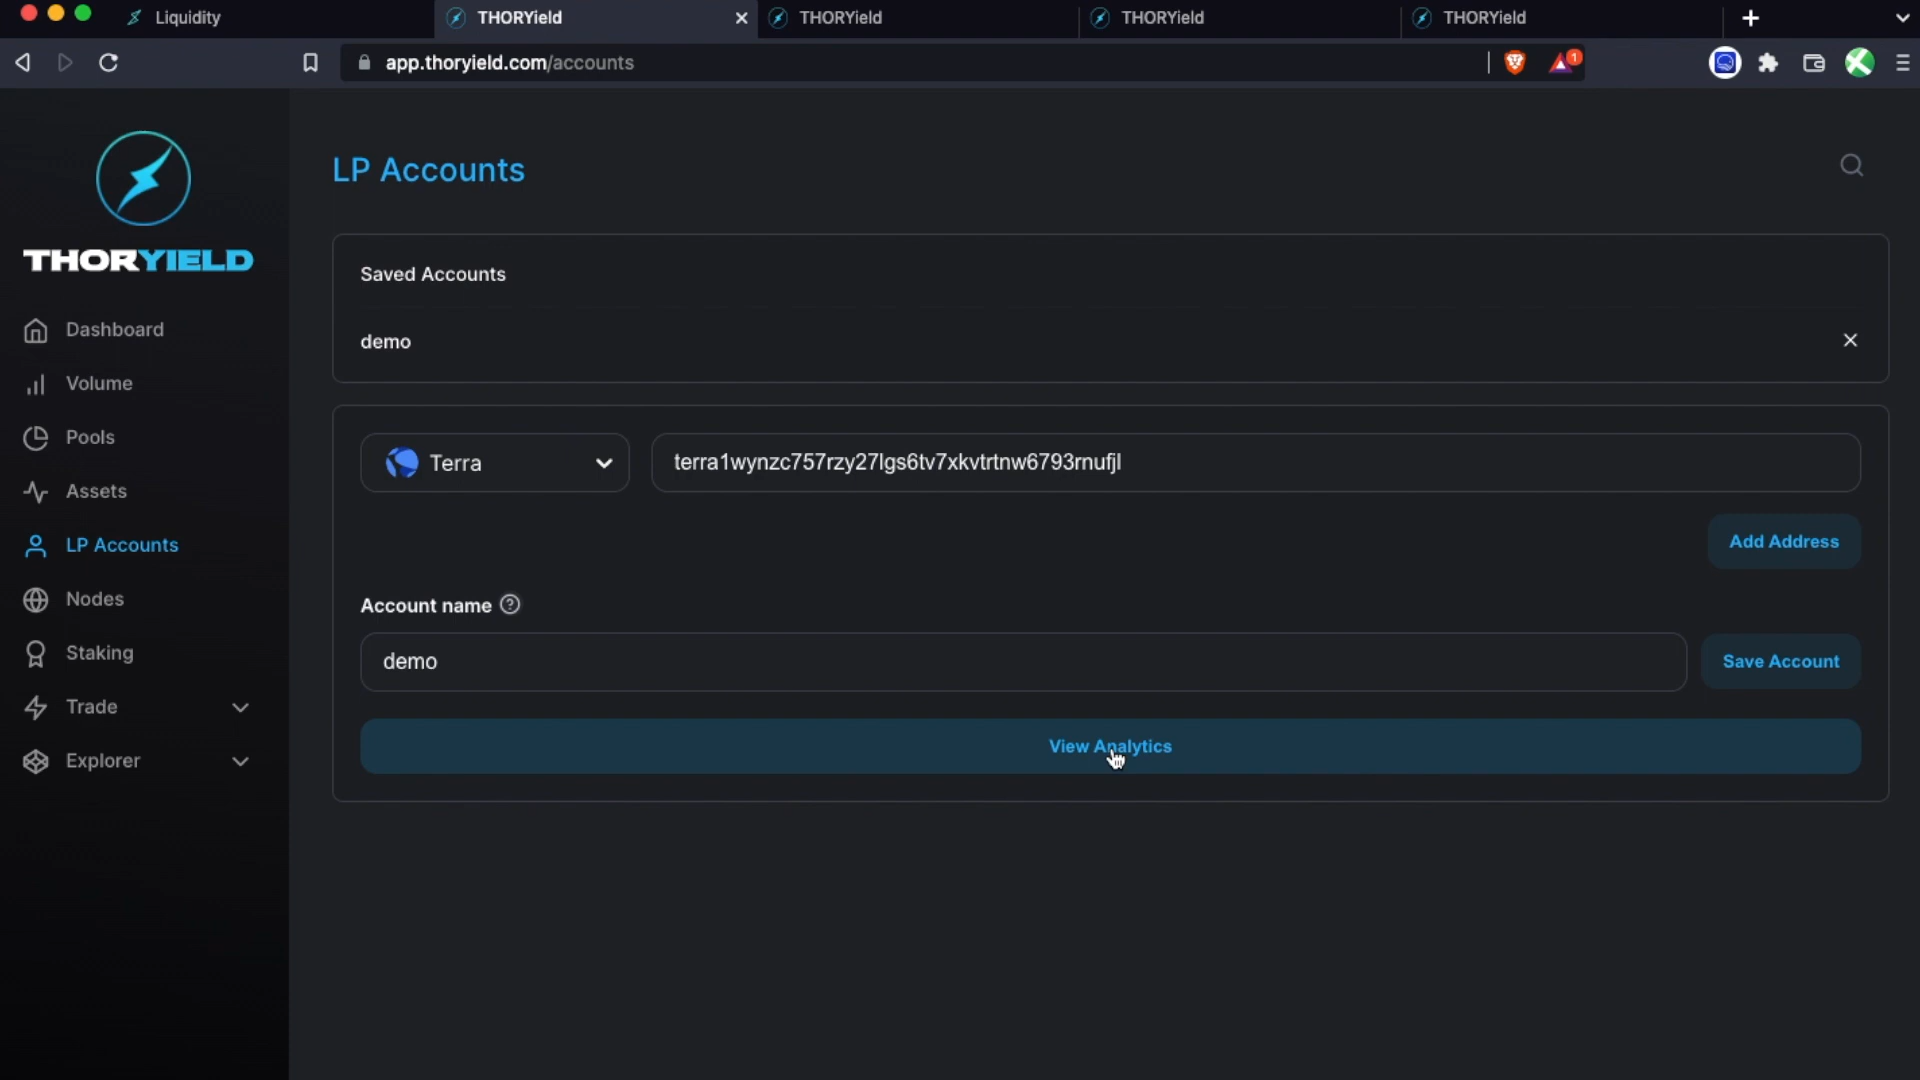 Liquidity
THORYield
THORYield
THORYield
THORYield
app.thoryield.com/accounts
1
LP Accounts
THORYIELD
Saved Accounts
demo
Dashboard
Volume
Pools
Assets
LP Accounts
Nodes
Staking
Trade
Explorer
Terra
terra1wynzc757rzy27lgs6tv7xkvtrtnw6793rnufjl
Add Address
Account name
demo
Save Account
View Analytics